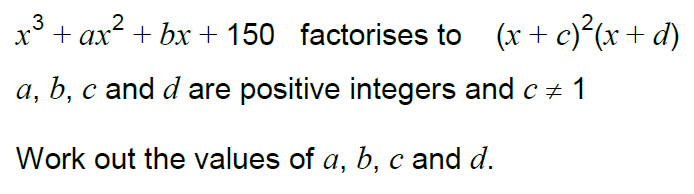 x³ + ax² + bx + 150 factorises to (x + c)²(x + d)
a, b, c and d are positive integers and c ≠ 1
Work out the values of a, b, c and d.